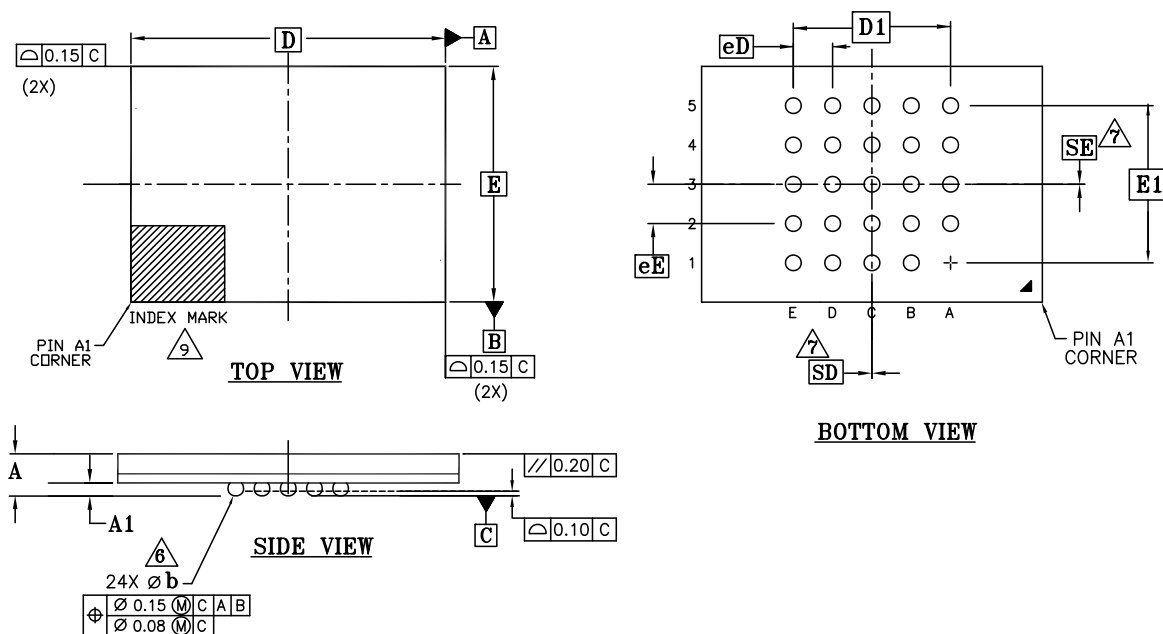 D
A
⌓ 0.15 C
(2X)
E
INDEX MARK
9
PIN A1
CORNER
B
⌓ 0.15 C
(2X)
TOP VIEW
D1
eD
5
4
3
2
1
SE
7
E1
eE
E D C B A
7
SD
PIN A1
CORNER
BOTTOM VIEW
A
A1
// 0.20 C
C
⌓ 0.10 C
SIDE VIEW
6
24X Ø b
⌖ Ø 0.15 Ⓜ C A B
Ø 0.08 Ⓜ C